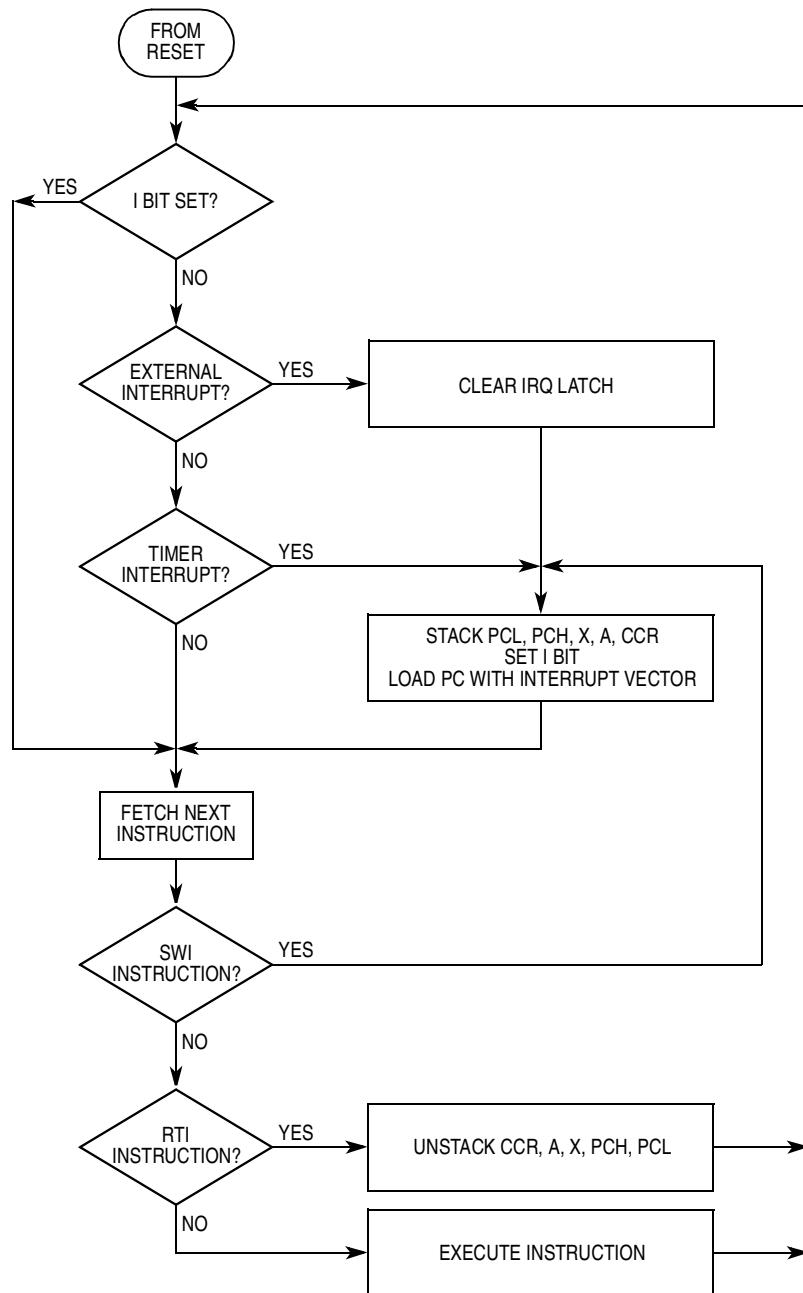 FROM
RESET
I BIT SET?
YES
NO
EXTERNAL
INTERRUPT?
YES
CLEAR IRQ LATCH
NO
TIMER
INTERRUPT?
YES
NO
STACK PCL, PCH, X, A, CCR
SET I BIT
LOAD PC WITH INTERRUPT VECTOR
FETCH NEXT
INSTRUCTION
SWI
INSTRUCTION?
YES
NO
RTI
INSTRUCTION?
YES
UNSTACK CCR, A, X, PCH, PCL
NO
EXECUTE INSTRUCTION